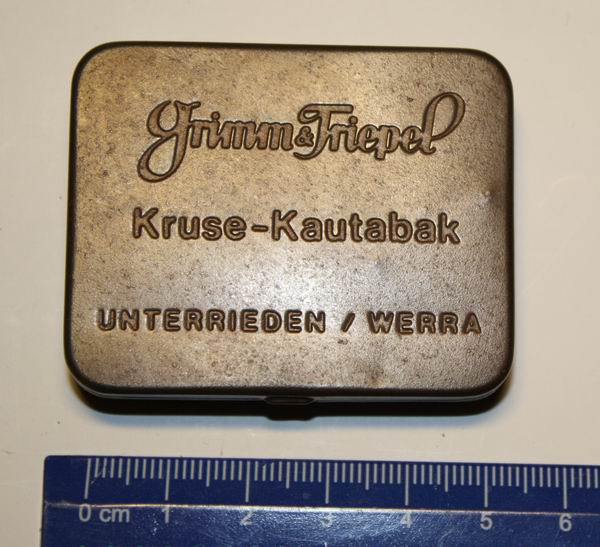 Grimm & Triepel
Kruse-Kautabak
UNTERRIEDEN / WERRA
0 cm 1 2 3 4 5 6